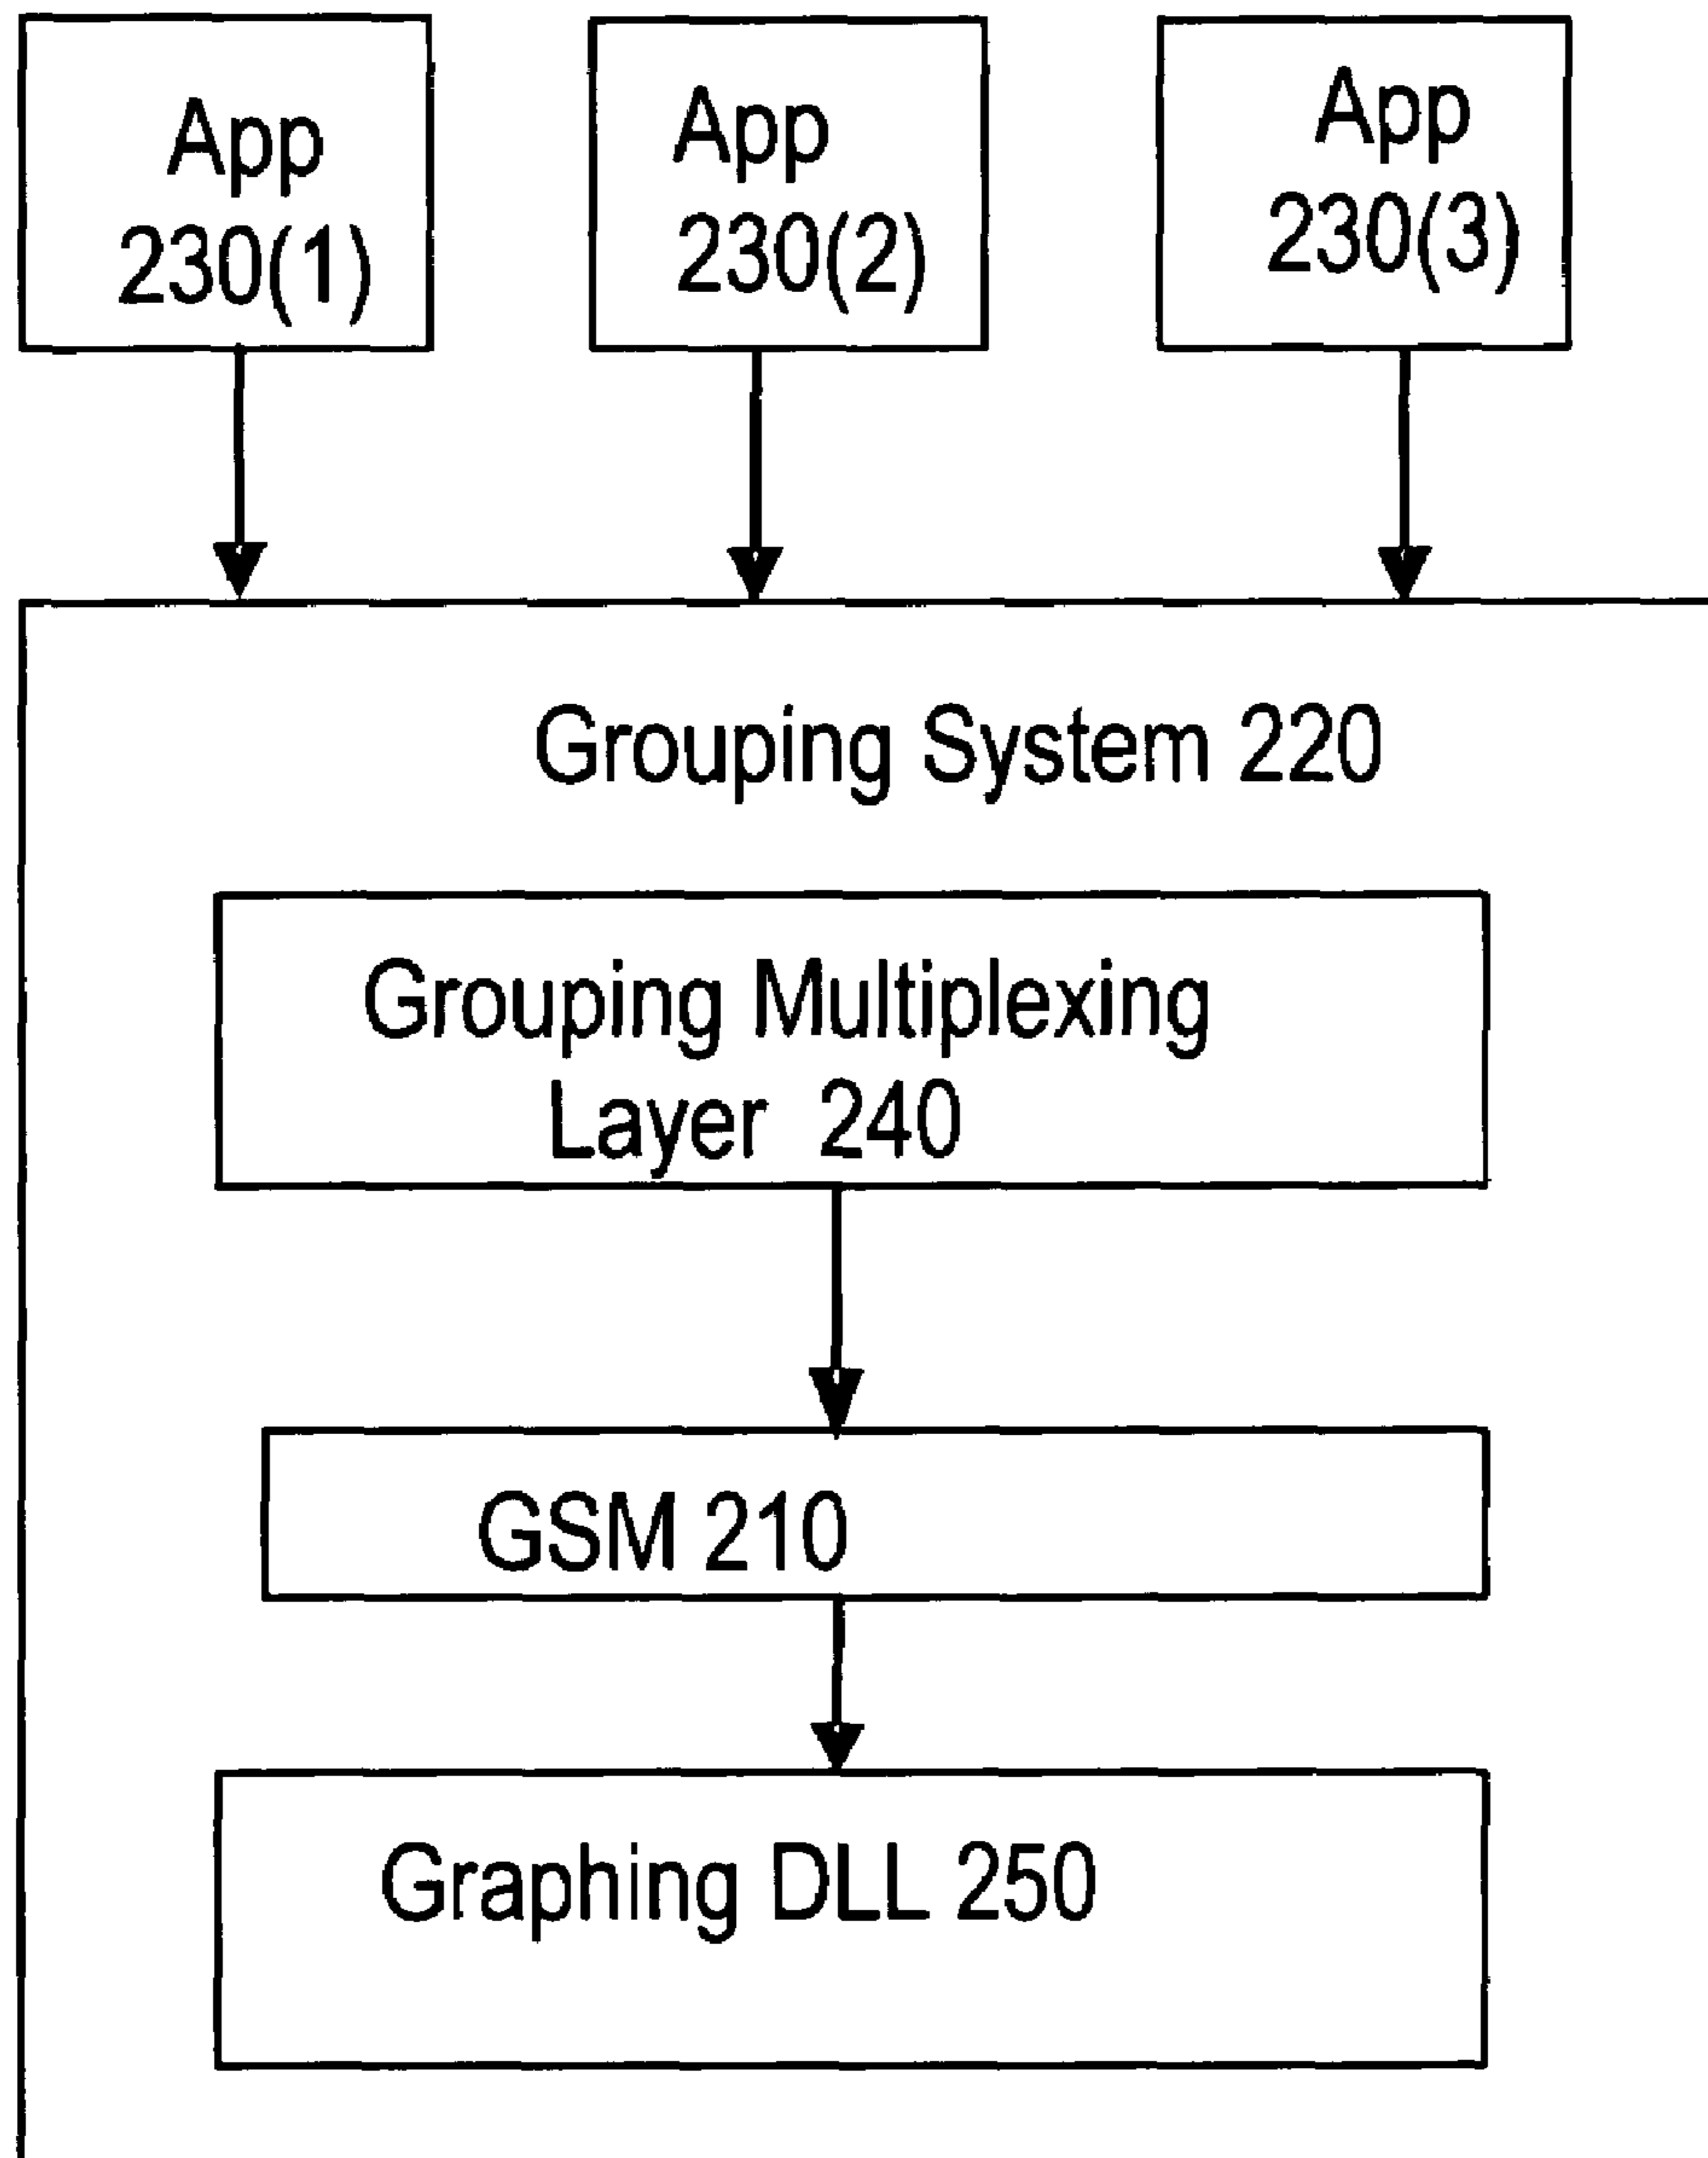 App
230(1)
App
230(2)
App
230(3)
Grouping System 220
Grouping Multiplexing
Layer 240
GSM 210
Graphing DLL 250